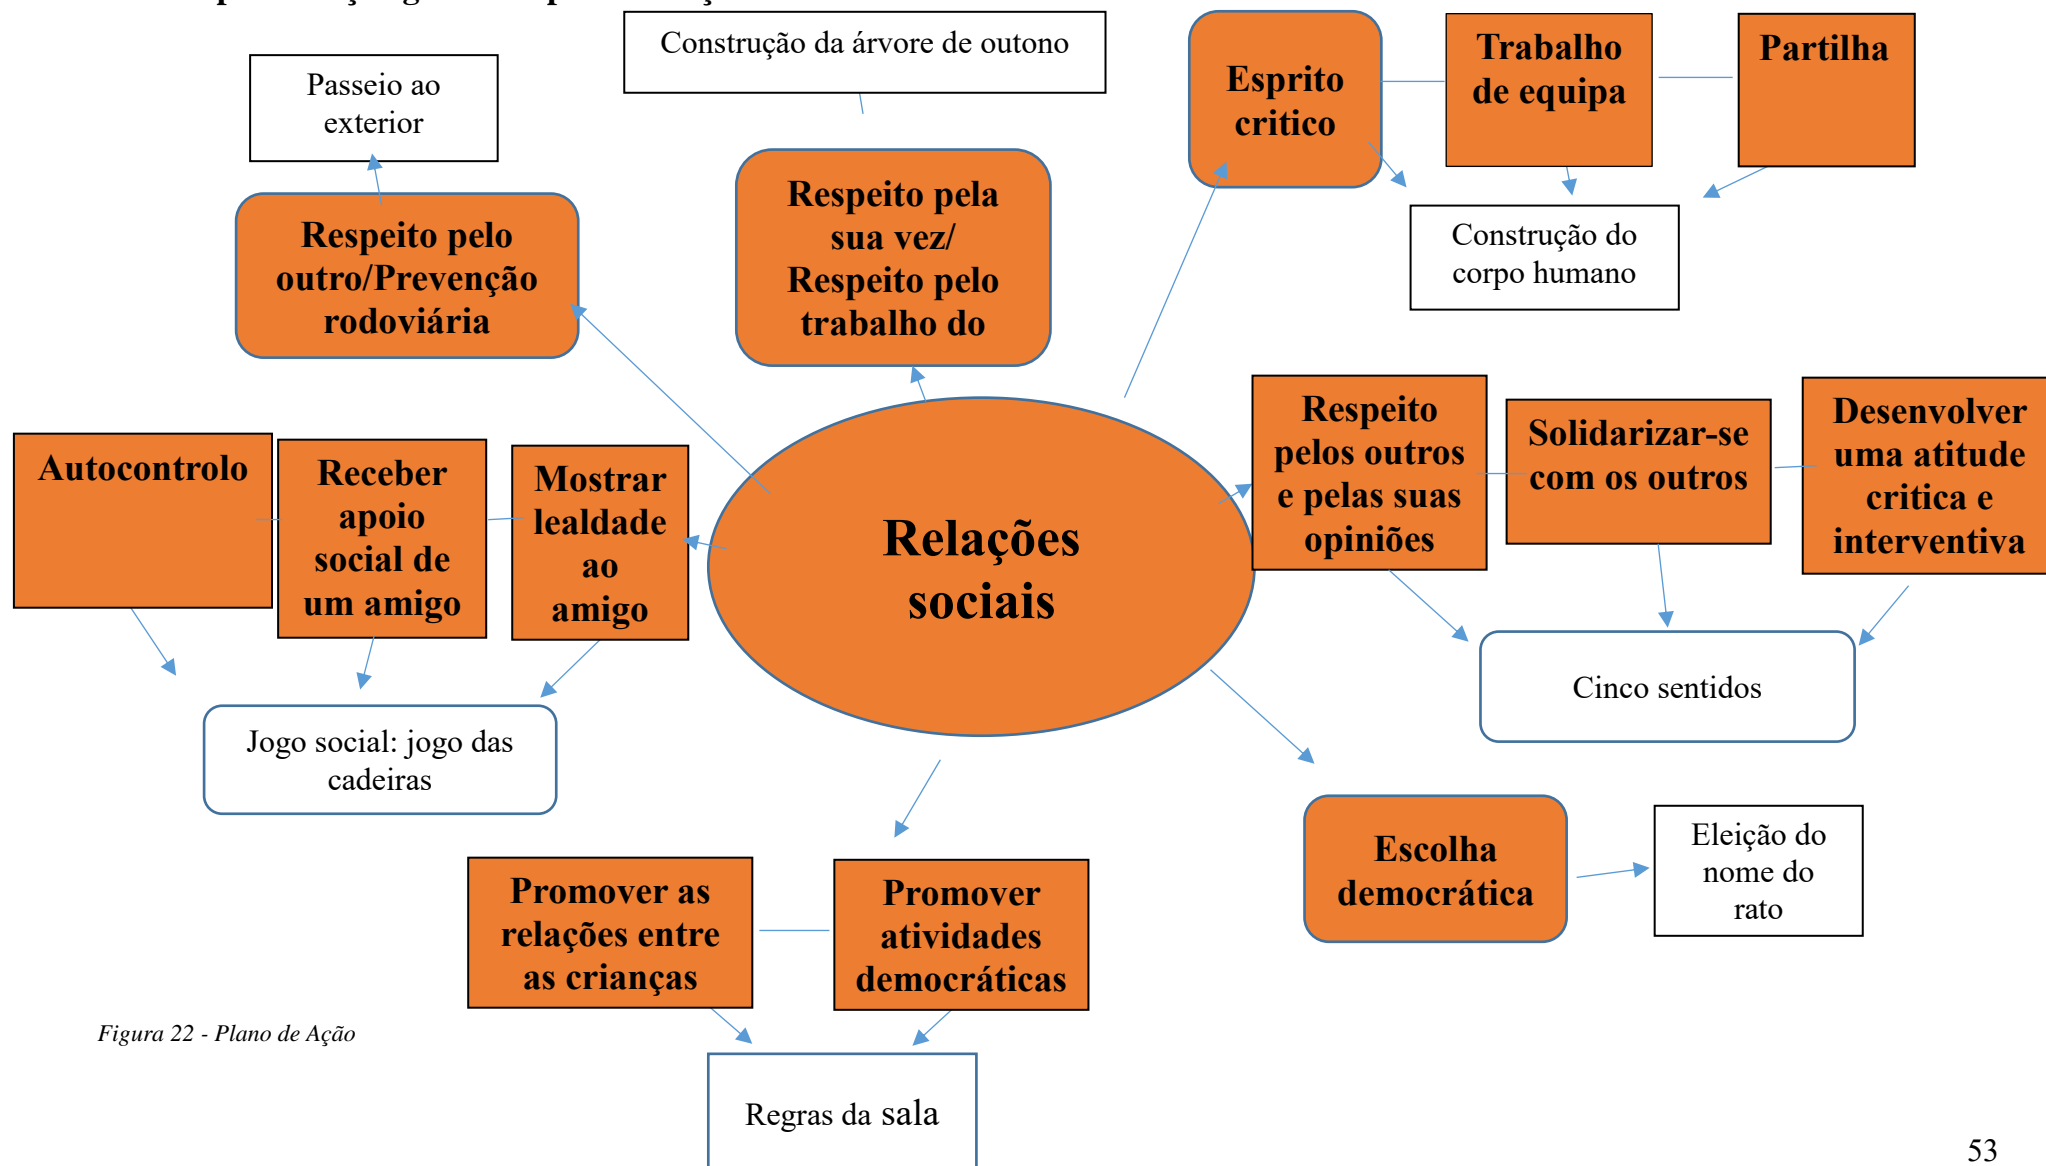 Construção da árvore de outono
Passeio ao
exterior
Esprito
critico
Trabalho
de equipa
Partilha
Respeito pelo
outro/Prevenção
rodoviária
Respeito pela
sua vez/
Respeito pelo
trabalho do
Construção do
corpo humano
Autocontrolo
Receber
apoio
social de
um amigo
Mostrar
lealdade
ao
amigo
Relações
sociais
Respeito
pelos outros
e pelas suas
opiniões
Solidarizar-se
com os outros
Desenvolver
uma atitude
critica e
interventiva
Jogo social: jogo das
cadeiras
Cinco sentidos
Promover as
relações entre
as crianças
Promover
atividades
democráticas
Escolha
democrática
Eleição do
nome do
rato
Figura 22 - Plano de Ação
Regras da sala
53